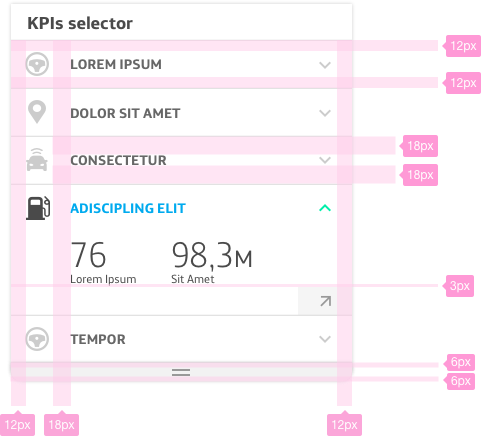 KPIs selector
12px
LOREM IPSUM
12px
DOLOR SIT AMET
18px
CONSECTETUR
18px
ADISCIPLING ELIT
76 98,3M
Lorem Ipsum Sit Amet
3px
TEMPOR
6px
6px
12px 18px 12px